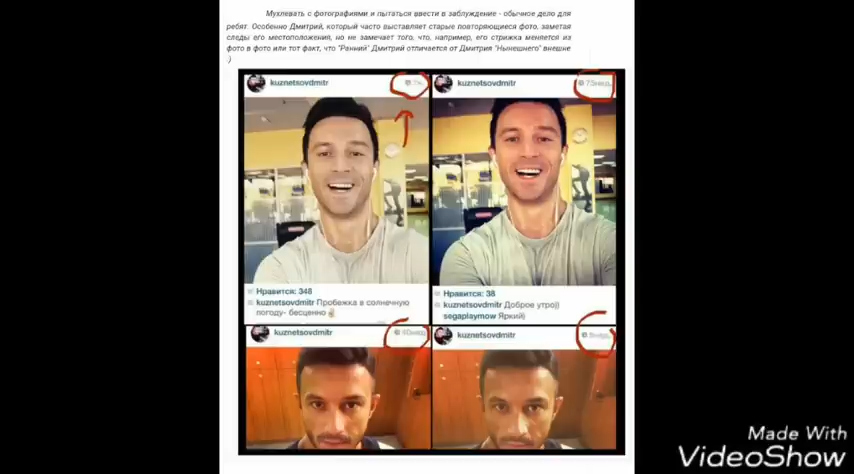 Мухлевать с фотографиями и пытаться ввести в заблуждение - обычное дело для
ребят. Особенно Дмитрий, который часто выставляет старые повторяющиеся фото, заметая
следы его местоположения, но не замечает того, что, например, его стрижка меняется из
фото в фото или тот факт, что "Ранний" Дмитрий отличается от Дмитрия "Нынешнего" внешне
)
kuznetsovdmitr
kuznetsovdmitr 73нед.
Нравится: 348
kuznetsovdmitr Пробежка в солнечную
погоду- бесценно
Нравится: 38
kuznetsovdmitr Доброе утро))
segaplaymow Яркий)
kuznetsovdmitr
kuznetsovdmitr
Made With
VideoShow